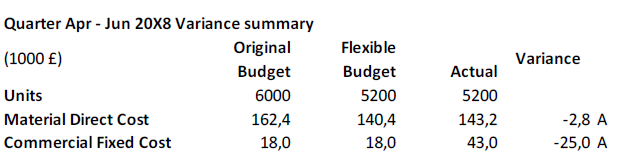 Quarter Apr - Jun 20X8 Variance summary
(1000 £) Original Budget Flexible Budget Actual Variance
Units 6000 5200 5200
Material Direct Cost 162,4 140,4 143,2 -2,8 A
Commercial Fixed Cost 18,0 18,0 43,0 -25,0 A